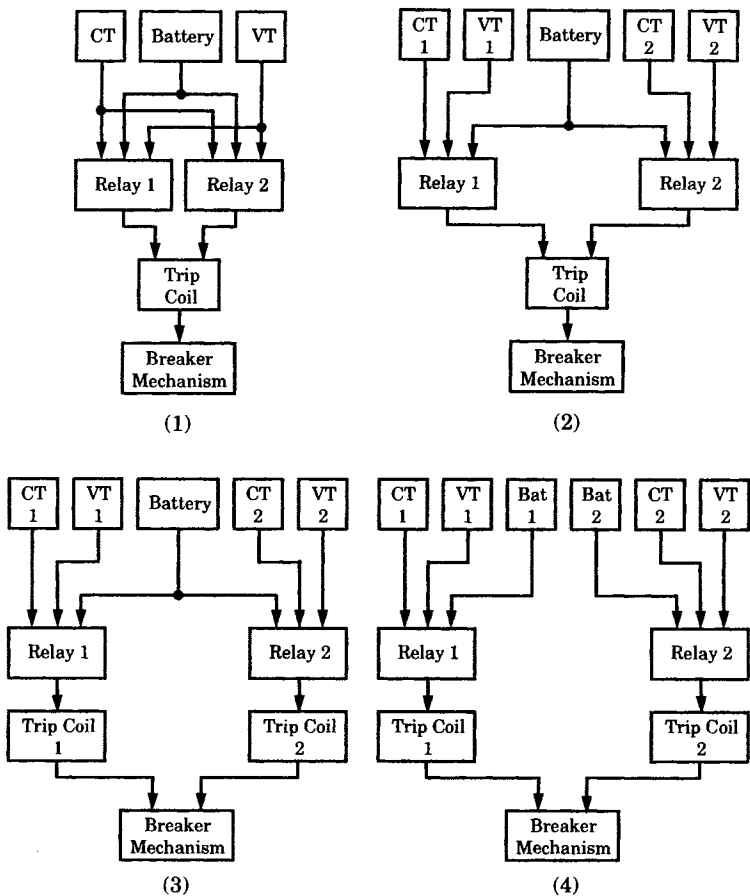 CT
Battery
VT
Relay 1
Relay 2
Trip
Coil
Breaker
Mechanism
(1)
CT
1
VT
1
Battery
CT
2
VT
2
Relay 1
Relay 2
Trip
Coil
Breaker
Mechanism
(2)
CT
1
VT
1
Battery
CT
2
VT
2
Relay 1
Relay 2
Trip Coil
1
Trip Coil
2
Breaker
Mechanism
(3)
CT
1
VT
1
Bat
1
Bat
2
CT
2
VT
2
Relay 1
Relay 2
Trip Coil
1
Trip Coil
2
Breaker
Mechanism
(4)